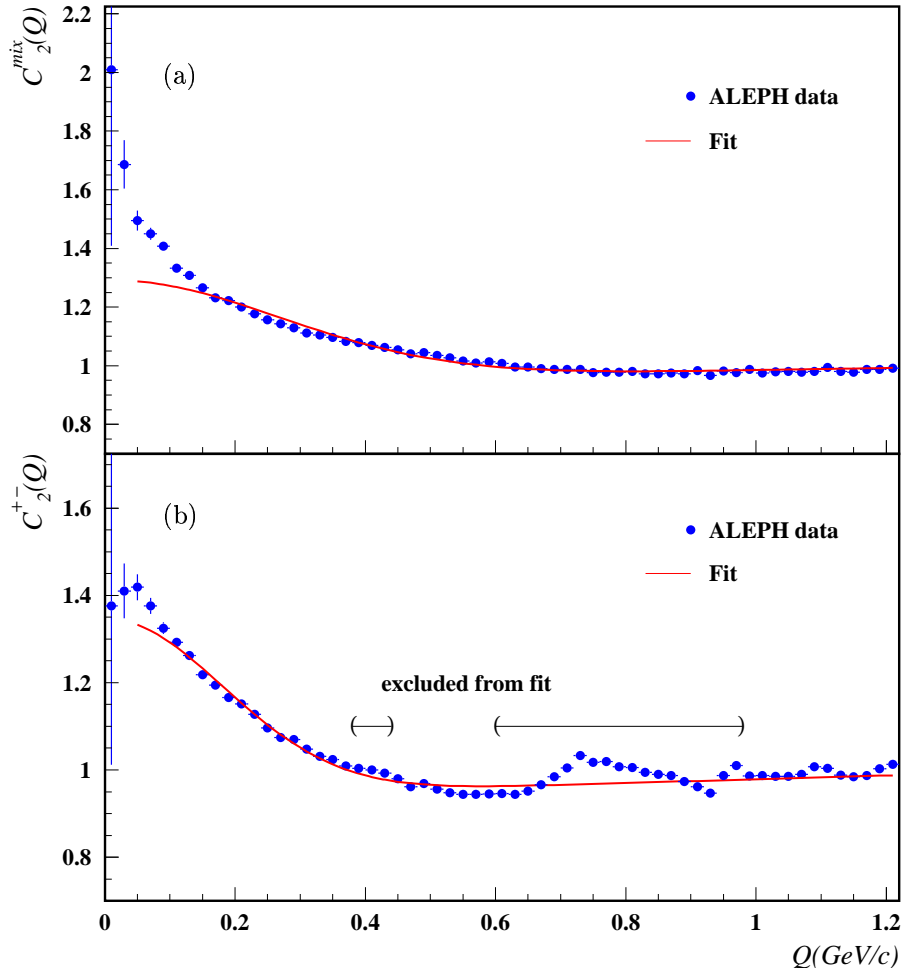 C₂^{mix}(Q)
2.2
2
1.8
1.6
1.4
1.2
1
0.8
(a)
ALEPH data
Fit
C₂^{+−}(Q)
1.6
1.4
1.2
1
0.8
(b)
ALEPH data
Fit
excluded from fit
0 0.2 0.4 0.6 0.8 1 1.2
Q(GeV/c)